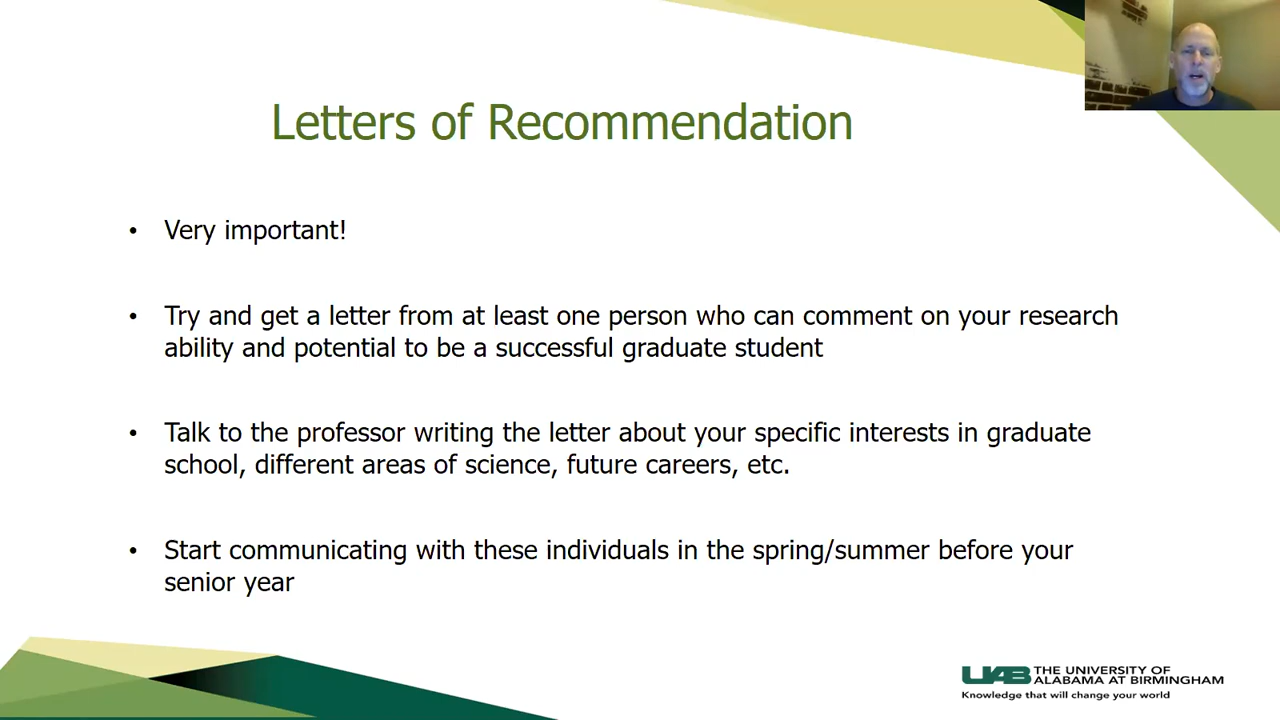 Letters of Recommendation
• Very important!
• Try and get a letter from at least one person who can comment on your research
ability and potential to be a successful graduate student
• Talk to the professor writing the letter about your specific interests in graduate
school, different areas of science, future careers, etc.
• Start communicating with these individuals in the spring/summer before your
senior year
UAB THE UNIVERSITY OF
ALABAMA AT BIRMINGHAM
Knowledge that will change your world